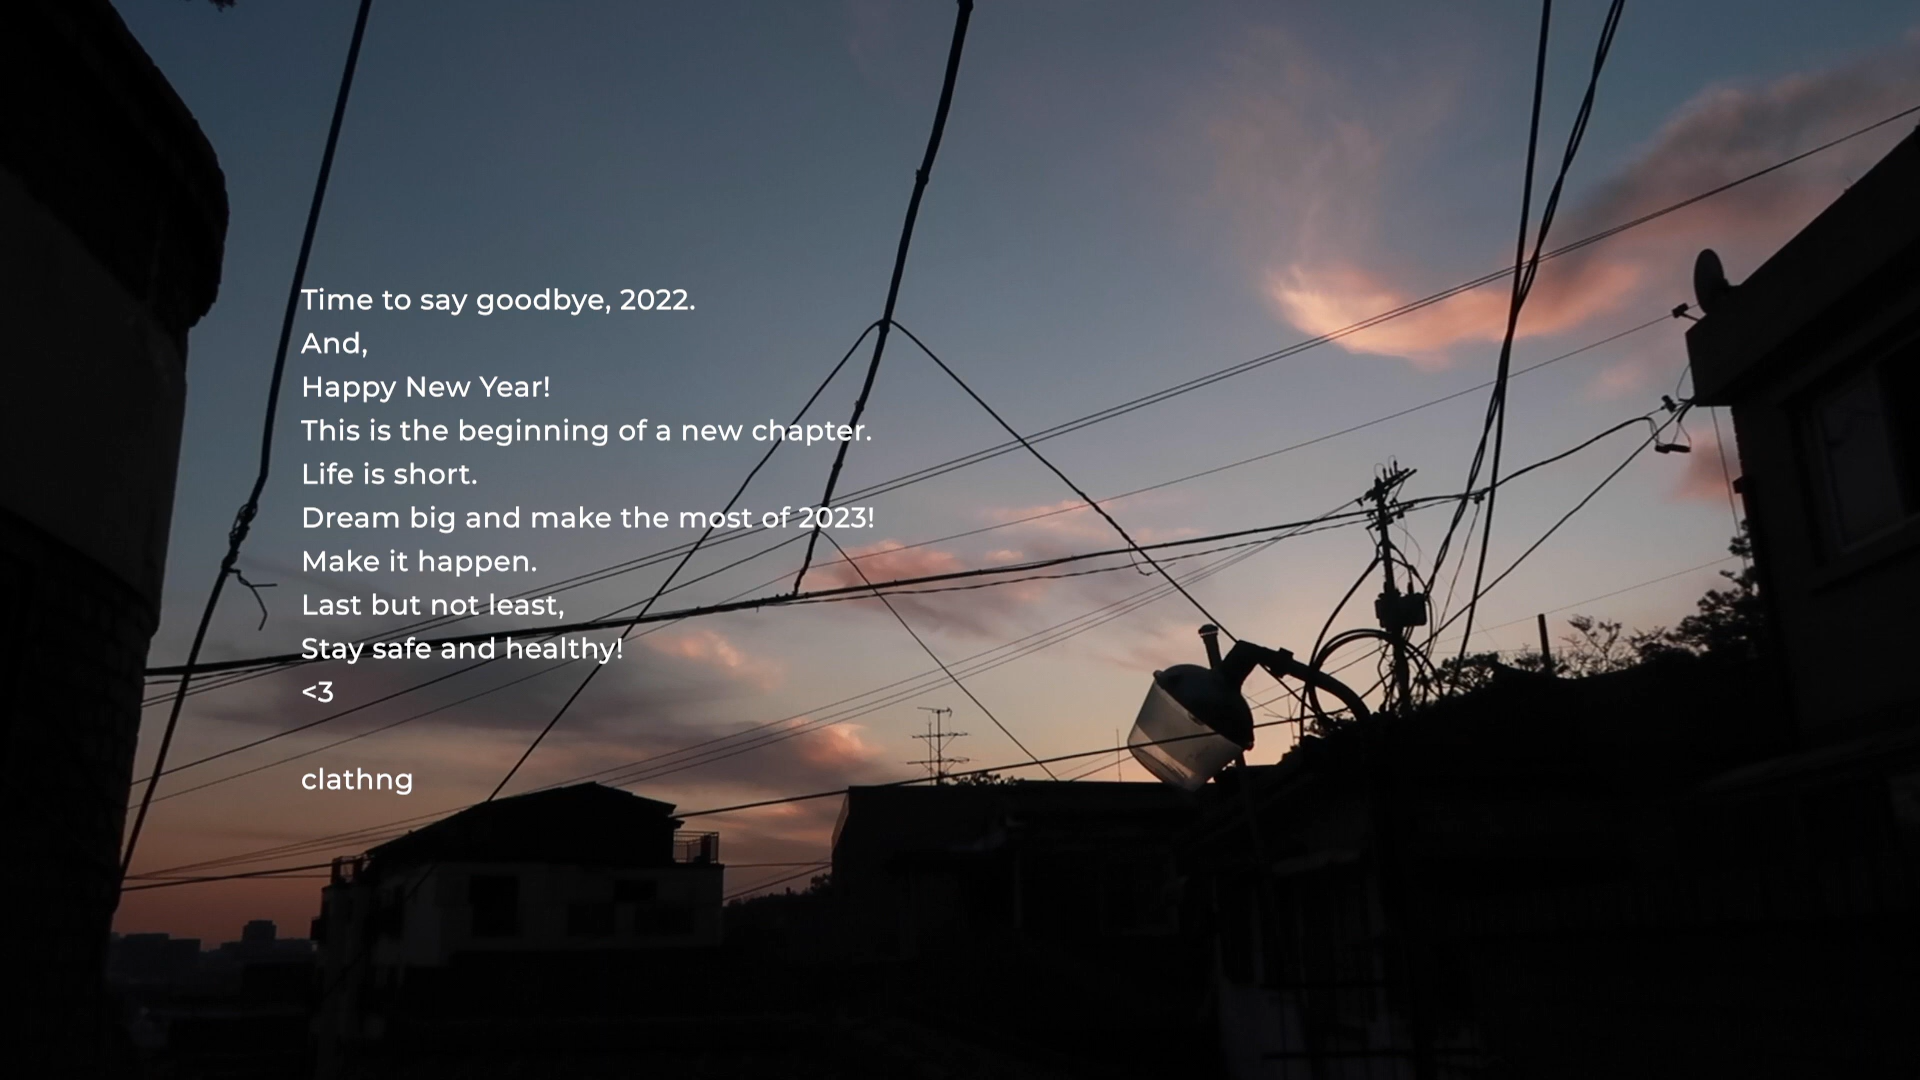 Time to say goodbye, 2022.
And,
Happy New Year!
This is the beginning of a new chapter.
Life is short.
Dream big and make the most of 2023!
Make it happen.
Last but not least,
Stay safe and healthy!
<3
clathng